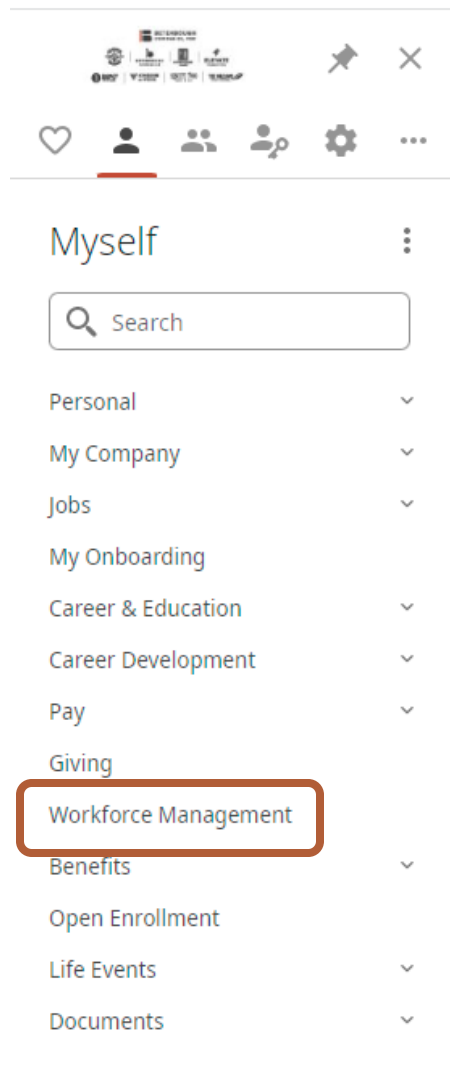 Myself
Search
Personal
My Company
Jobs
My Onboarding
Career & Education
Career Development
Pay
Giving
Workforce Management
Benefits
Open Enrollment
Life Events
Documents